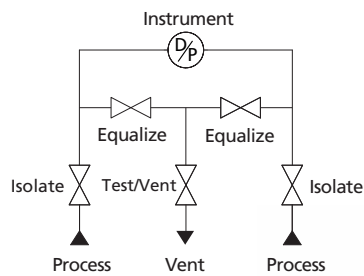 Instrument
D/P
Equalize Equalize
Isolate Test/Vent Isolate
Process Vent Process